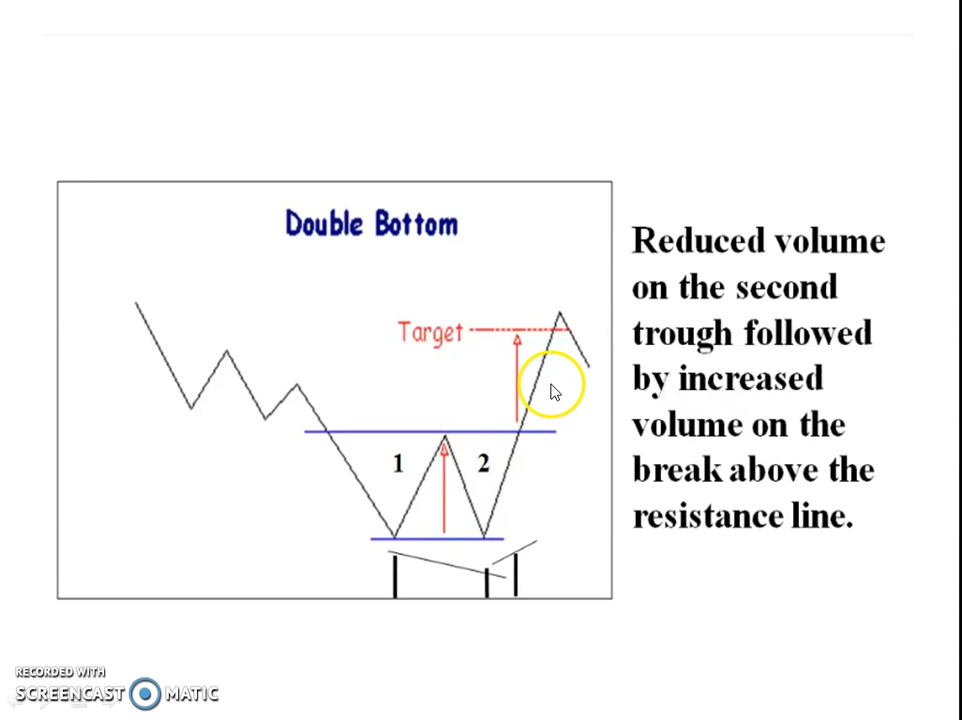 Double Bottom
Target
1
2
Reduced volume
on the second
trough followed
by increased
volume on the
break above the
resistance line.
RECORDED WITH
SCREENCAST MATIC